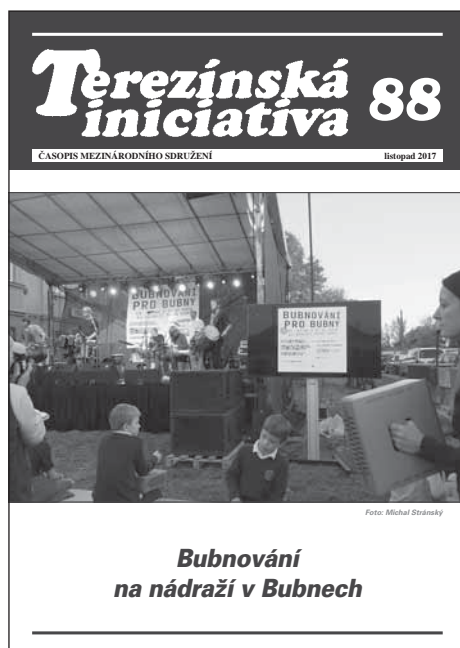 Terezínská
iniciativa 88
ČASOPIS MEZINÁRODNÍHO SDRUŽENÍ listopad 2017
BUBNOVÁNÍ
PRO BUBNY
BUBNOVÁNÍ
PRO BUBNY
Foto: Michal Stránský
Bubnování
na nádraží v Bubnech